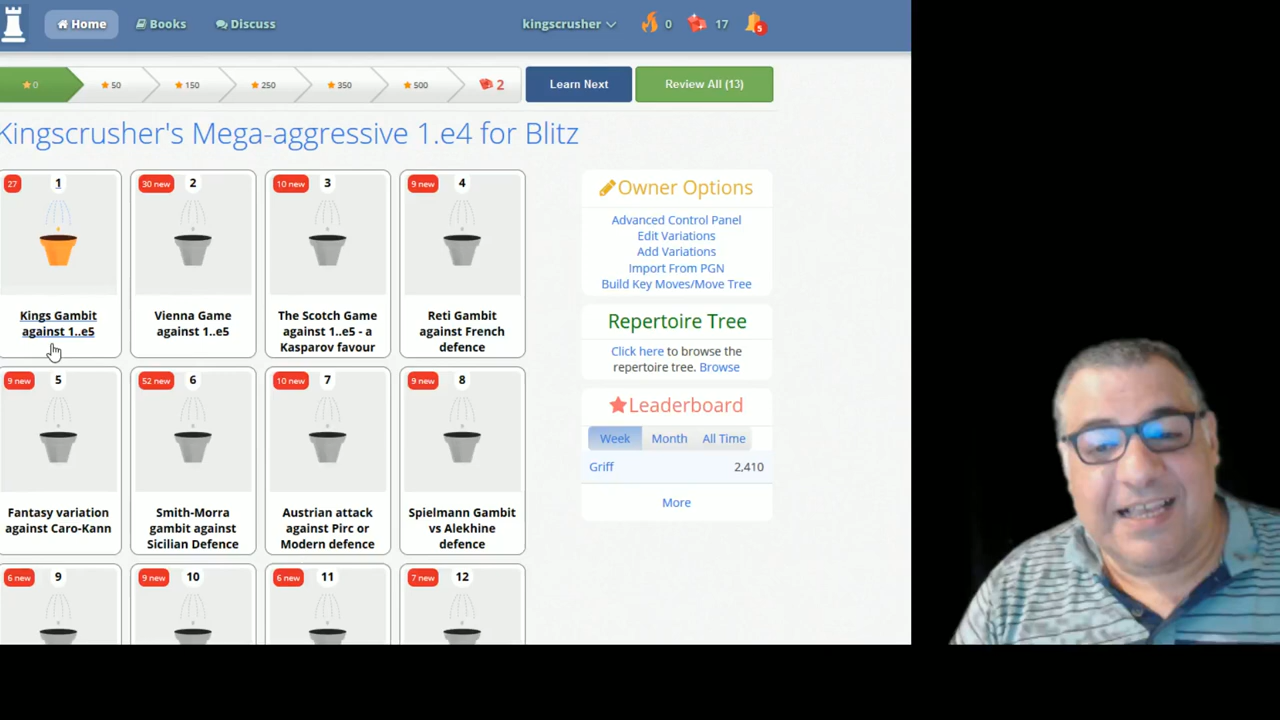 Home
Books
Discuss
kingscrusher
0
17
5
0
50
150
250
350
500
2
Learn Next
Review All (13)
Kingscrusher's Mega-aggressive 1.e4 for Blitz
27
1
Kings Gambit
against 1..e5
30 new
2
Vienna Game
against 1..e5
10 new
3
The Scotch Game
against 1..e5 - a
Kasparov favour
9 new
4
Reti Gambit
against French
defence
9 new
5
Fantasy variation
against Caro-Kann
52 new
6
Smith-Morra
gambit against
Sicilian Defence
10 new
7
Austrian attack
against Pirc or
Modern defence
9 new
8
Spielmann Gambit
vs Alekhine
defence
6 new
9
9 new
10
6 new
11
7 new
12
Owner Options
Advanced Control Panel
Edit Variations
Add Variations
Import From PGN
Build Key Moves/Move Tree
Repertoire Tree
Click here to browse the
repertoire tree. Browse
Leaderboard
Week
Month
All Time
Griff
2,410
More